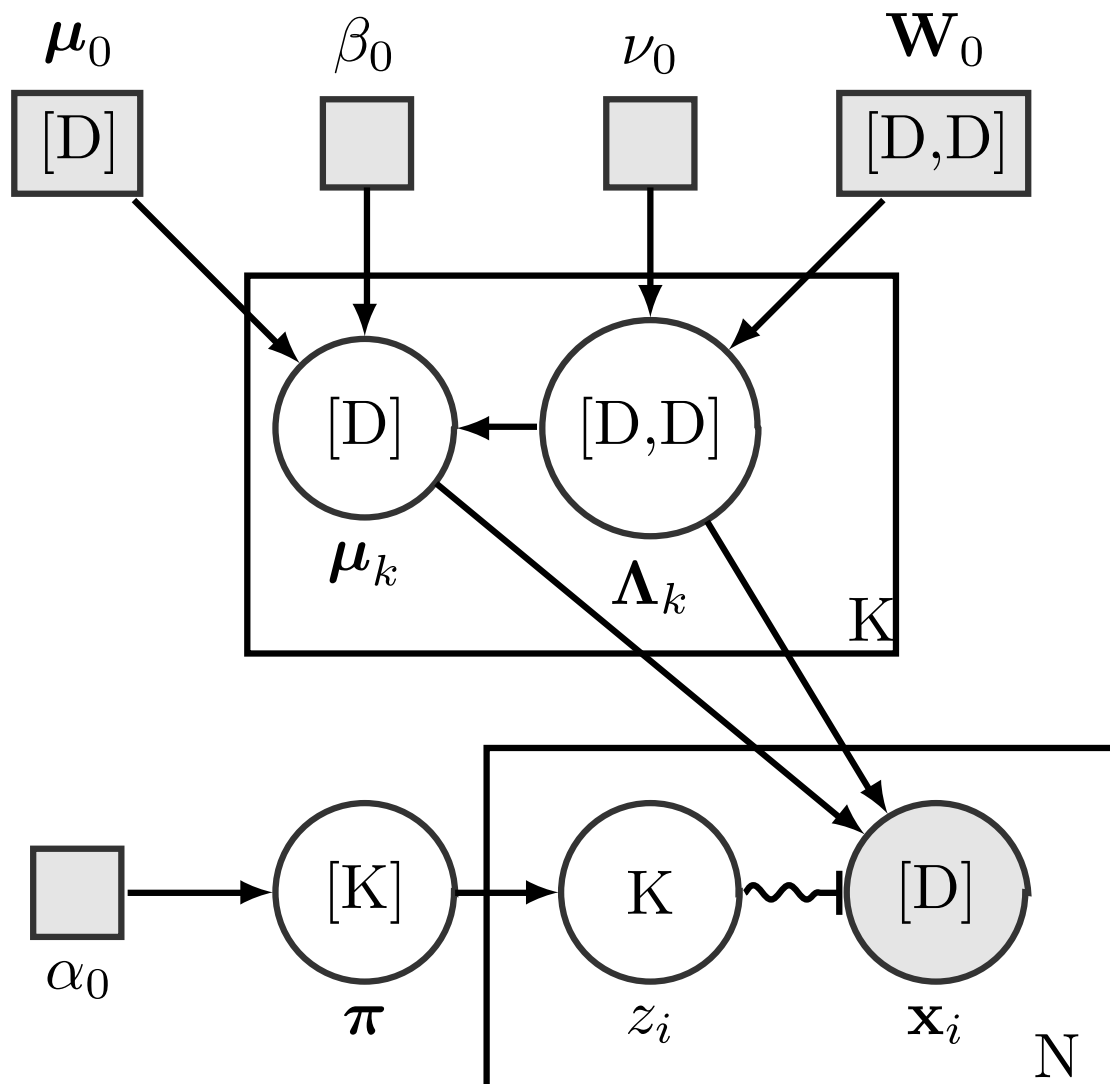 μ₀ β₀ ν₀ W₀
[D] [D,D]
[D] [D,D]
μₖ Λₖ
K
[K] K [D]
α₀ π zᵢ xᵢ
N